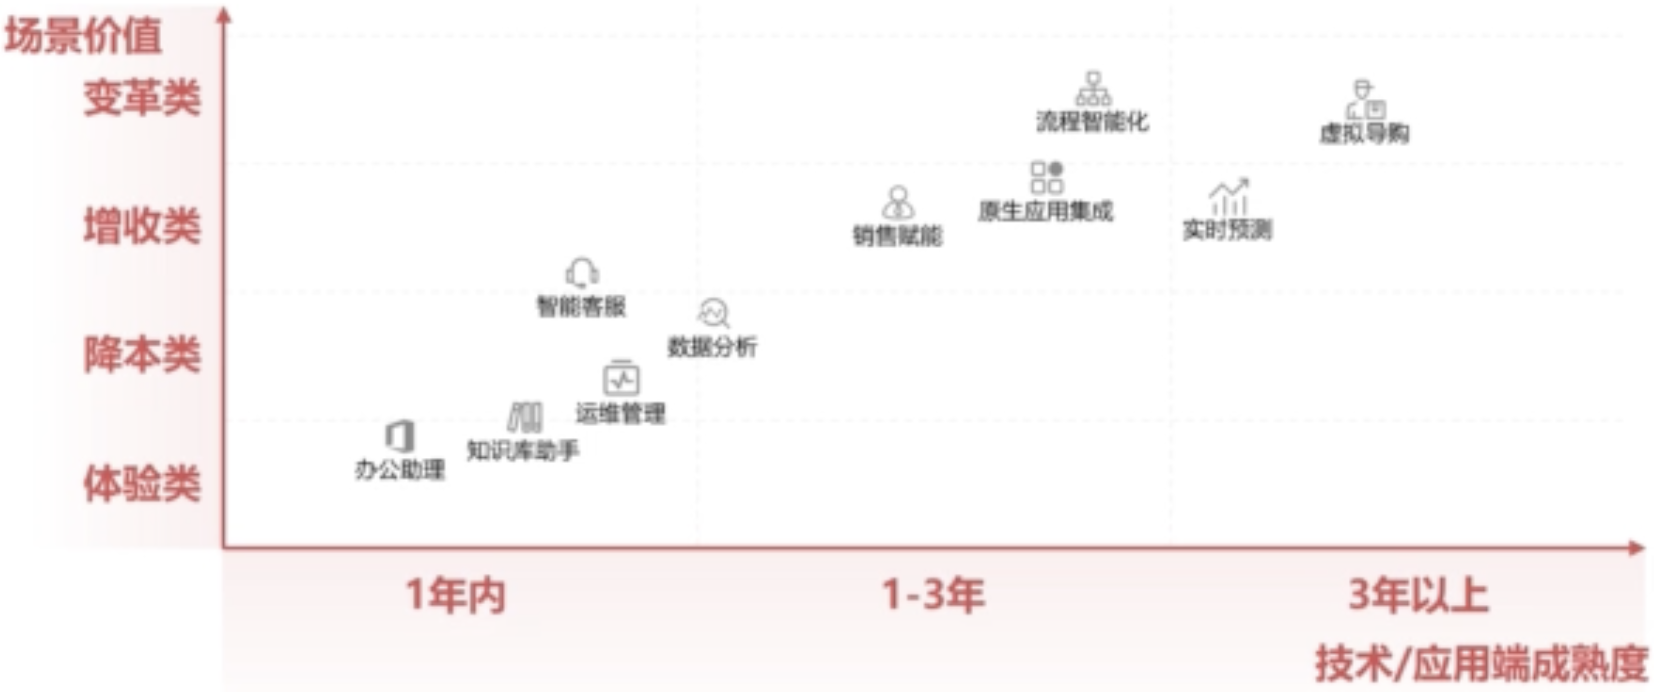 场景价值
变革类
流程智能化
虚拟导购
增收类
销售赋能
原生应用集成
实时预测
智能客服
降本类
数据分析
运维管理
知识库助手
办公助理
体验类
1年内
1-3年
3年以上
技术/应用端成熟度